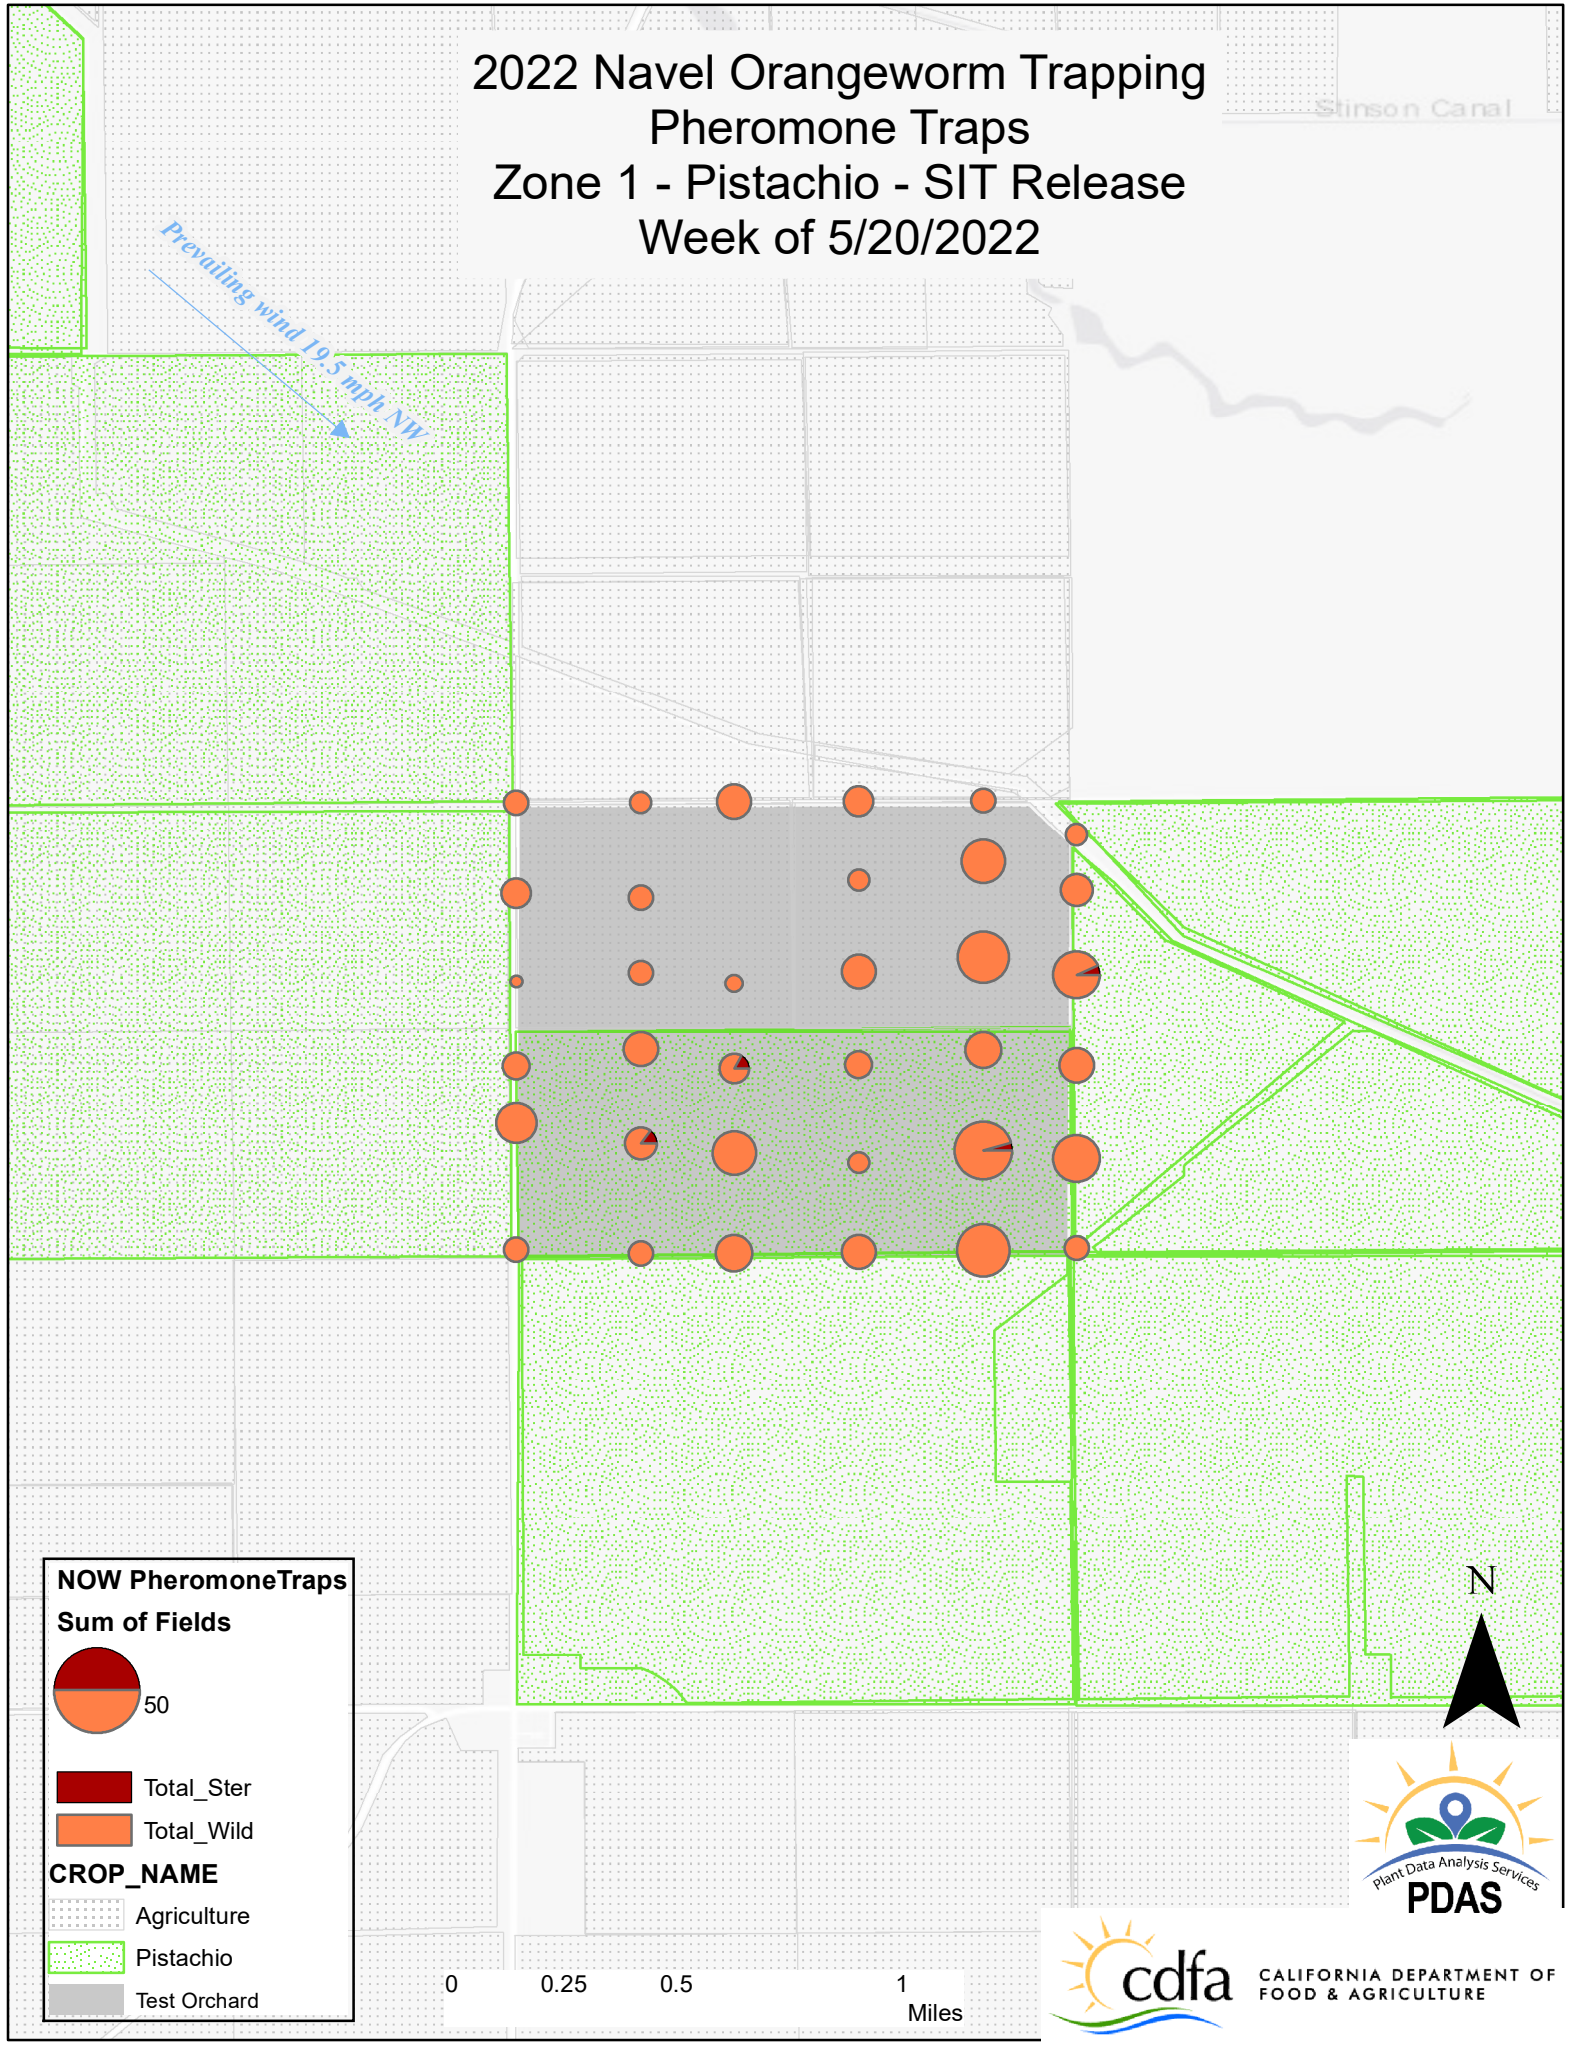 2022 Navel Orangeworm Trapping
Pheromone Traps
Zone 1 - Pistachio - SIT Release
Week of 5/20/2022
Stinson Canal
Prevailing wind 19.5 mph NW
NOW PheromoneTraps
Sum of Fields
50
Total_Ster
Total_Wild
CROP_NAME
Agriculture
Pistachio
Test Orchard
0 0.25 0.5 1
Miles
N
Plant Data Analysis Services
PDAS
cdfa
CALIFORNIA DEPARTMENT OF
FOOD & AGRICULTURE